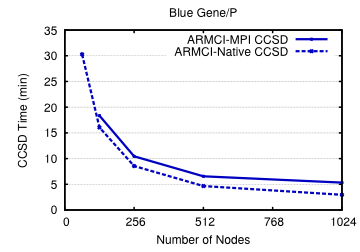 Blue Gene/P
ARMCI-MPI CCSD
ARMCI-Native CCSD
CCSD Time (min)
35
30
25
20
15
10
5
0
0 256 512 768 1024
Number of Nodes